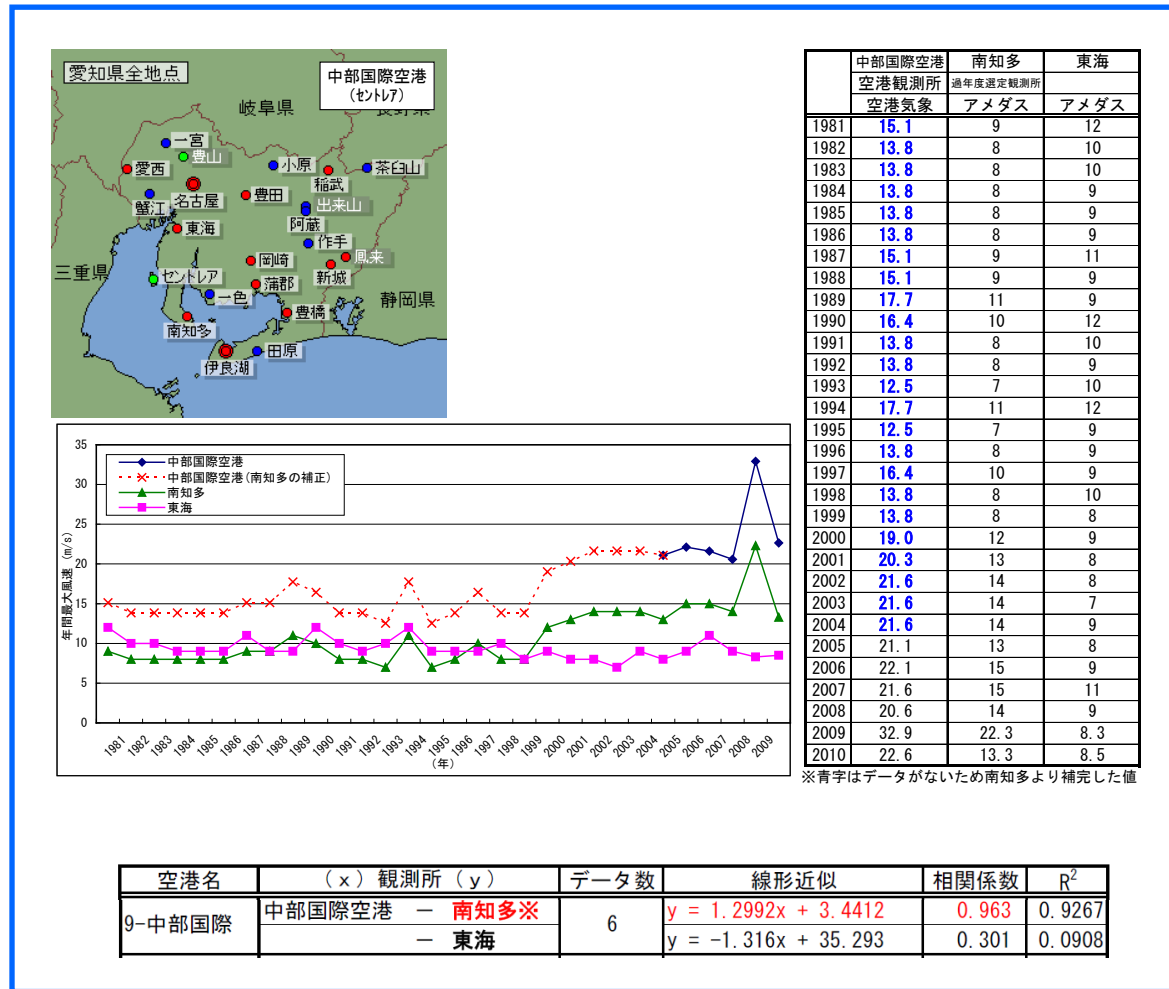 愛知県全地点
中部国際空港
(セントレア)
岐阜県
長野県
一宮
豊山
愛西
小原
稲武
茶臼山
蟹江
名古屋
豊田
出来山
阿蔵
東海
作手
岡崎
鳳来
新城
三重県
セントレア
蒲郡
一色
豊橋
静岡県
南知多
伊良湖
田原
中部国際空港 南知多 東海
空港観測所 過年度選定観測所
空港気象 アメダス アメダス
1981 15.1 9 12
1982 13.8 8 10
1983 13.8 8 10
1984 13.8 8 9
1985 13.8 8 9
1986 13.8 8 9
1987 15.1 9 11
1988 15.1 9 9
1989 17.7 11 9
1990 16.4 10 12
1991 13.8 8 10
1992 13.8 8 9
1993 12.5 7 10
1994 17.7 11 12
1995 12.5 7 9
1996 13.8 8 9
1997 16.4 10 9
1998 13.8 8 10
1999 13.8 8 8
2000 19.0 12 9
2001 20.3 13 8
2002 21.6 14 8
2003 21.6 14 7
2004 21.6 14 9
2005 21.1 13 8
2006 22.1 15 9
2007 21.6 15 11
2008 20.6 14 9
2009 32.9 22.3 8.3
2010 22.6 13.3 8.5
※青字はデータがないため南知多より補完した値
年間最大風速 (m/s)
35
30
25
20
15
10
5
0
中部国際空港
中部国際空港(南知多の補正)
南知多
東海
1981 1982 1983 1984 1985 1986 1987 1988 1989 1990 1991 1992 1993 1994 1995 1996 1997 1998 1999 2000 2001 2002 2003 2004 2005 2006 2007 2008 2009
(年)
空港名 (x)観測所(y) データ数 線形近似 相関係数 R²
9-中部国際 中部国際空港 － 南知多※ 6 y = 1.2992x + 3.4412 0.963 0.9267
－ 東海 y = -1.316x + 35.293 0.301 0.0908